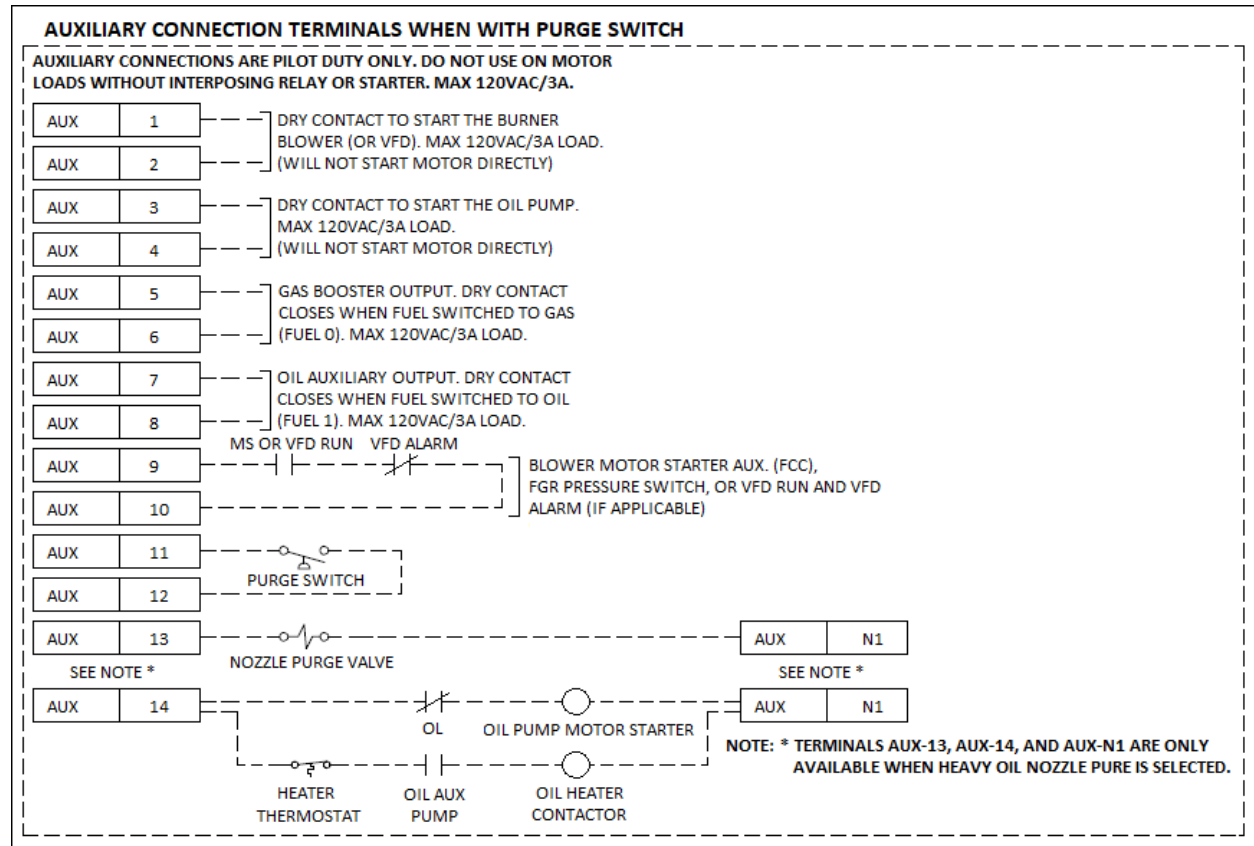 AUXILIARY CONNECTION TERMINALS WHEN WITH PURGE SWITCH
AUXILIARY CONNECTIONS ARE PILOT DUTY ONLY. DO NOT USE ON MOTOR
LOADS WITHOUT INTERPOSING RELAY OR STARTER. MAX 120VAC/3A.
AUX 1
DRY CONTACT TO START THE BURNER
BLOWER (OR VFD). MAX 120VAC/3A LOAD.
AUX 2
(WILL NOT START MOTOR DIRECTLY)
AUX 3
DRY CONTACT TO START THE OIL PUMP.
MAX 120VAC/3A LOAD.
AUX 4
(WILL NOT START MOTOR DIRECTLY)
AUX 5
GAS BOOSTER OUTPUT. DRY CONTACT
CLOSES WHEN FUEL SWITCHED TO GAS
AUX 6
(FUEL 0). MAX 120VAC/3A LOAD.
AUX 7
OIL AUXILIARY OUTPUT. DRY CONTACT
CLOSES WHEN FUEL SWITCHED TO OIL
AUX 8
(FUEL 1). MAX 120VAC/3A LOAD.
MS OR VFD RUN VFD ALARM
AUX 9
BLOWER MOTOR STARTER AUX. (FCC),
FGR PRESSURE SWITCH, OR VFD RUN AND VFD
AUX 10
ALARM (IF APPLICABLE)
AUX 11
PURGE SWITCH
AUX 12
AUX 13
AUX N1
NOZZLE PURGE VALVE
SEE NOTE *
SEE NOTE *
AUX 14
AUX N1
OL
OIL PUMP MOTOR STARTER
NOTE: * TERMINALS AUX-13, AUX-14, AND AUX-N1 ARE ONLY
AVAILABLE WHEN HEAVY OIL NOZZLE PURE IS SELECTED.
HEATER
THERMOSTAT
OIL AUX
PUMP
OIL HEATER
CONTACTOR